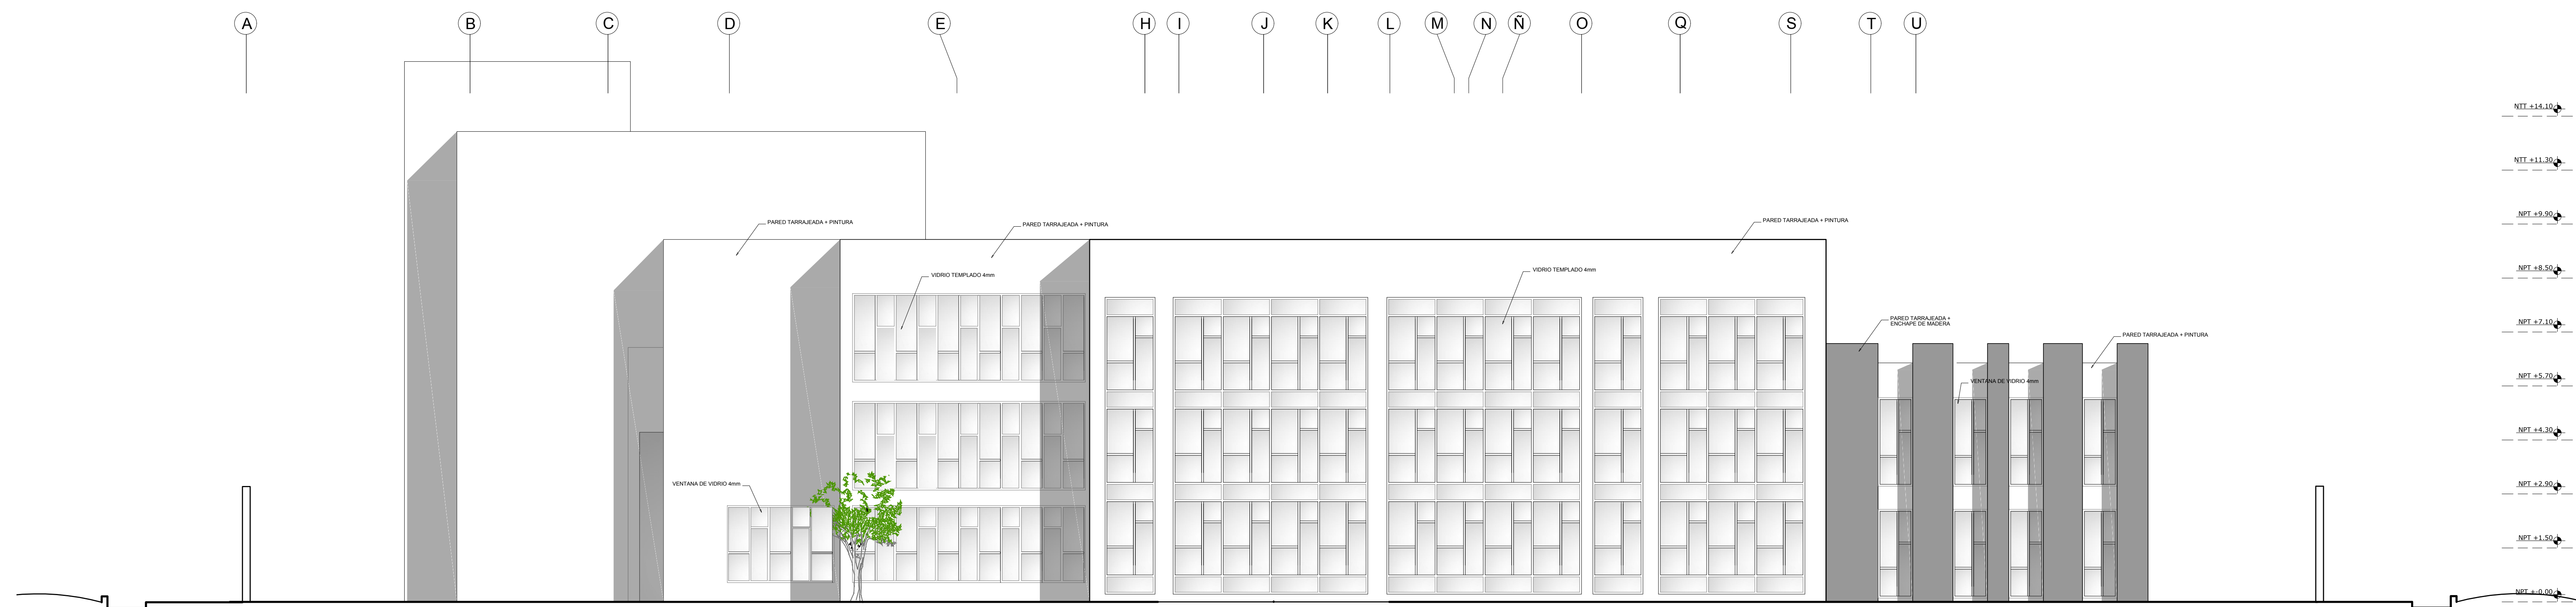 A B C D E H I J K L M N Ñ O Q S T U
NTT +14.10
NTT +11.30
NPT +9.90
NPT +8.50
NPT +7.10
NPT +5.70
NPT +4.30
NPT +2.90
NPT +1.50
NPT +-0.00
PARED TARRAJEADA + PINTURA
PARED TARRAJEADA + PINTURA
PARED TARRAJEADA + PINTURA
VIDRIO TEMPLADO 4mm
VIDRIO TEMPLADO 4mm
PARED TARRAJEADA +
ENCHAPE DE MADERA
PARED TARRAJEADA + PINTURA
VENTANA DE VIDRIO 4mm
VENTANA DE VIDRIO 4mm